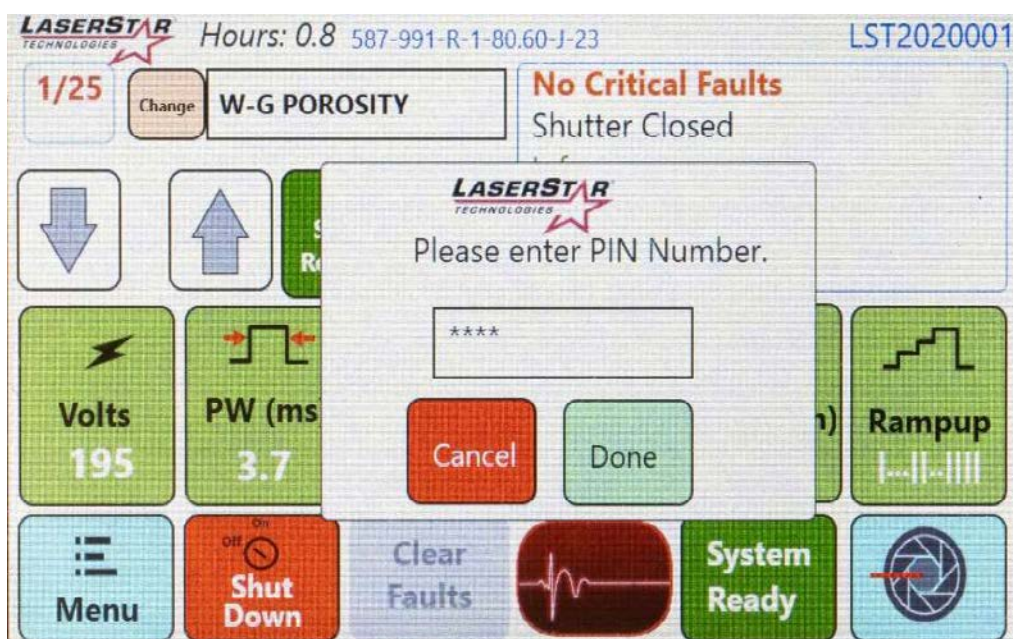 LASERSTAR
TECHNOLOGIES
Hours: 0.8 587-991-R-1-80.60-J-23
LST2020001
1/25
Change
W-G POROSITY
No Critical Faults
Shutter Closed
LASERSTAR
TECHNOLOGIES
Please enter PIN Number.
****
Cancel
Done
Volts
195
PW (ms
3.7
Rampup
Menu
On
Off
Shut
Down
Clear
Faults
System
Ready